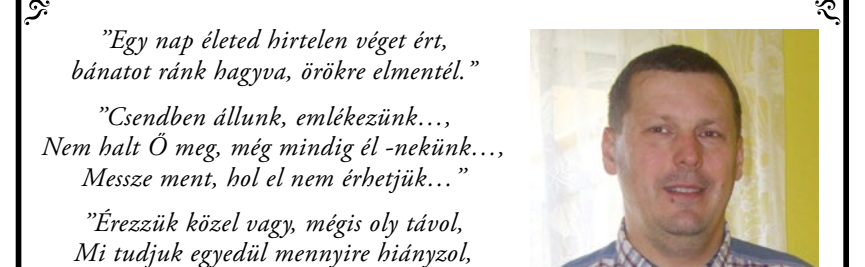 ”Egy nap életed hirtelen véget ért,
bánatot ránk hagyva, örökre elmentél.”
”Csendben állunk, emlékezünk…,
Nem halt Ő meg, még mindig él -nekünk…,
Messze ment, hol el nem érhetjük…”
”Érezzük közel vagy, mégis oly távol,
Mi tudjuk egyedül mennyire hiányzol,